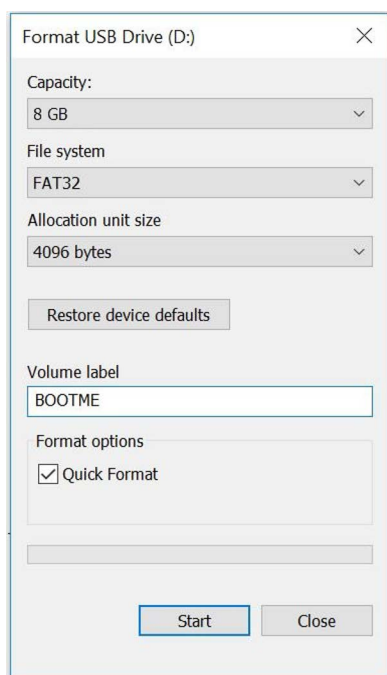 Format USB Drive (D:)
Capacity:
8 GB
File system
FAT32
Allocation unit size
4096 bytes
Restore device defaults
Volume label
BOOTME
Format options
Quick Format
Start Close